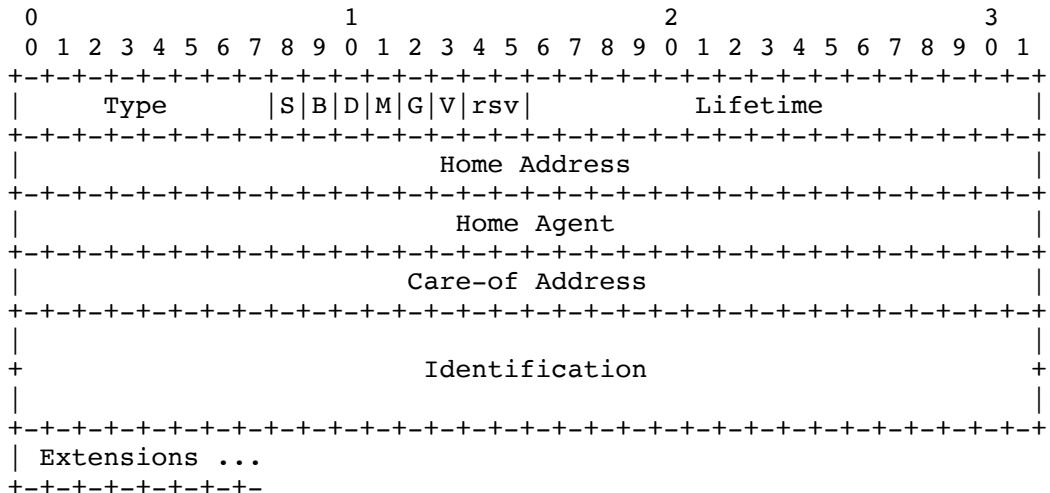 0                   1                   2                   3
 0 1 2 3 4 5 6 7 8 9 0 1 2 3 4 5 6 7 8 9 0 1 2 3 4 5 6 7 8 9 0 1
+-+-+-+-+-+-+-+-+-+-+-+-+-+-+-+-+-+-+-+-+-+-+-+-+-+-+-+-+-+-+-+-+
|     Type      |S|B|D|M|G|V|rsv|          Lifetime             |
+-+-+-+-+-+-+-+-+-+-+-+-+-+-+-+-+-+-+-+-+-+-+-+-+-+-+-+-+-+-+-+-+
|                          Home Address                         |
+-+-+-+-+-+-+-+-+-+-+-+-+-+-+-+-+-+-+-+-+-+-+-+-+-+-+-+-+-+-+-+-+
|                           Home Agent                          |
+-+-+-+-+-+-+-+-+-+-+-+-+-+-+-+-+-+-+-+-+-+-+-+-+-+-+-+-+-+-+-+-+
|                        Care-of Address                        |
+-+-+-+-+-+-+-+-+-+-+-+-+-+-+-+-+-+-+-+-+-+-+-+-+-+-+-+-+-+-+-+-+
|                                                               |
+                         Identification                        +
|                                                               |
+-+-+-+-+-+-+-+-+-+-+-+-+-+-+-+-+-+-+-+-+-+-+-+-+-+-+-+-+-+-+-+-+
| Extensions ...
+-+-+-+-+-+-+-+-